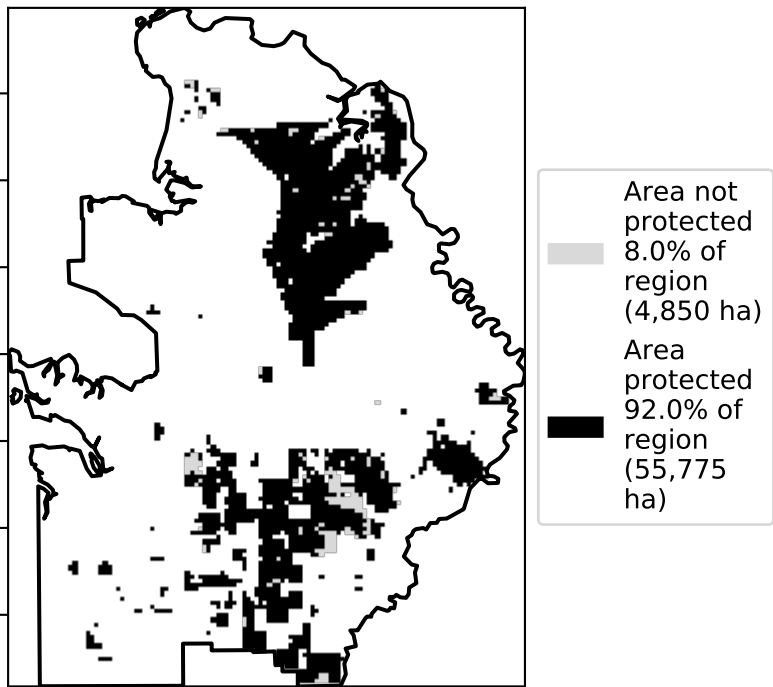 Area not
protected
8.0% of
region
(4,850 ha)
Area
protected
92.0% of
region
(55,775
ha)